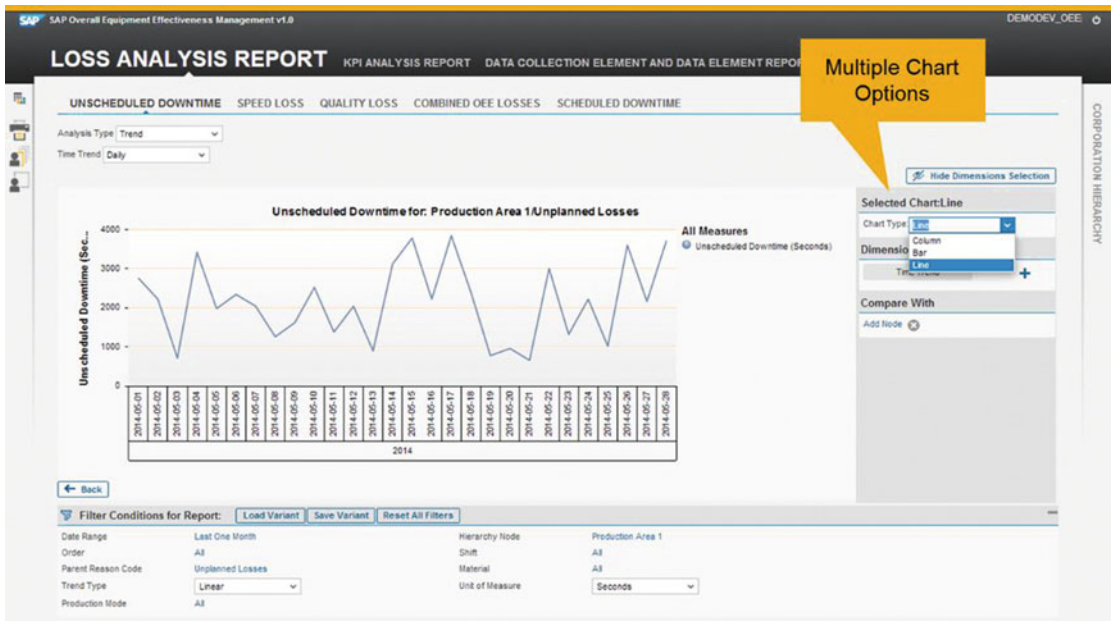 SAP SAP Overall Equipment Effectiveness Management v1.0
DEMODEV_OEE
LOSS ANALYSIS REPORT KPI ANALYSIS REPORT DATA COLLECTION ELEMENT AND DATA ELEMENT REPOR
Multiple Chart
Options
UNSCHEDULED DOWNTIME SPEED LOSS QUALITY LOSS COMBINED OEE LOSSES SCHEDULED DOWNTIME
CORPORATION HIERARCHY
Analysis Type Trend
Time Trend Daily
Hide Dimensions Selection
Selected Chart:Line
Chart Type Line
Column
Bar
Line
Dimensio
Compare With
Add Node
Unscheduled Downtime for: Production Area 1/Unplanned Losses
All Measures
Unscheduled Downtime (Seconds)
Unscheduled Downtime (Sec...
4000
3000
2000
1000
0
2014-05-01
2014-05-02
2014-05-03
2014-05-04
2014-05-05
2014-05-06
2014-05-07
2014-05-08
2014-05-09
2014-05-10
2014-05-11
2014-05-12
2014-05-13
2014-05-14
2014-05-15
2014-05-16
2014-05-17
2014-05-18
2014-05-19
2014-05-20
2014-05-21
2014-05-22
2014-05-23
2014-05-24
2014-05-25
2014-05-26
2014-05-27
2014-05-28
2014
Back
Filter Conditions for Report: Load Variant Save Variant Reset All Filters
Date Range Last One Month Hierarchy Node Production Area 1
Order All Shift All
Parent Reason Code Unplanned Losses Material All
Trend Type Linear Unit of Measure Seconds
Production Mode All